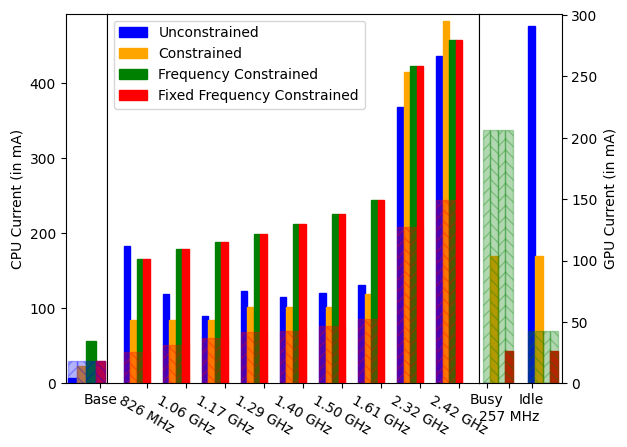 Unconstrained
Constrained
Frequency Constrained
Fixed Frequency Constrained
CPU Current (in mA)
0
100
200
300
400
GPU Current (in mA)
0
50
100
150
200
250
300
Base
826 MHz
1.06 GHz
1.17 GHz
1.29 GHz
1.40 GHz
1.50 GHz
1.61 GHz
2.32 GHz
2.42 GHz
Busy
Idle
257 MHz